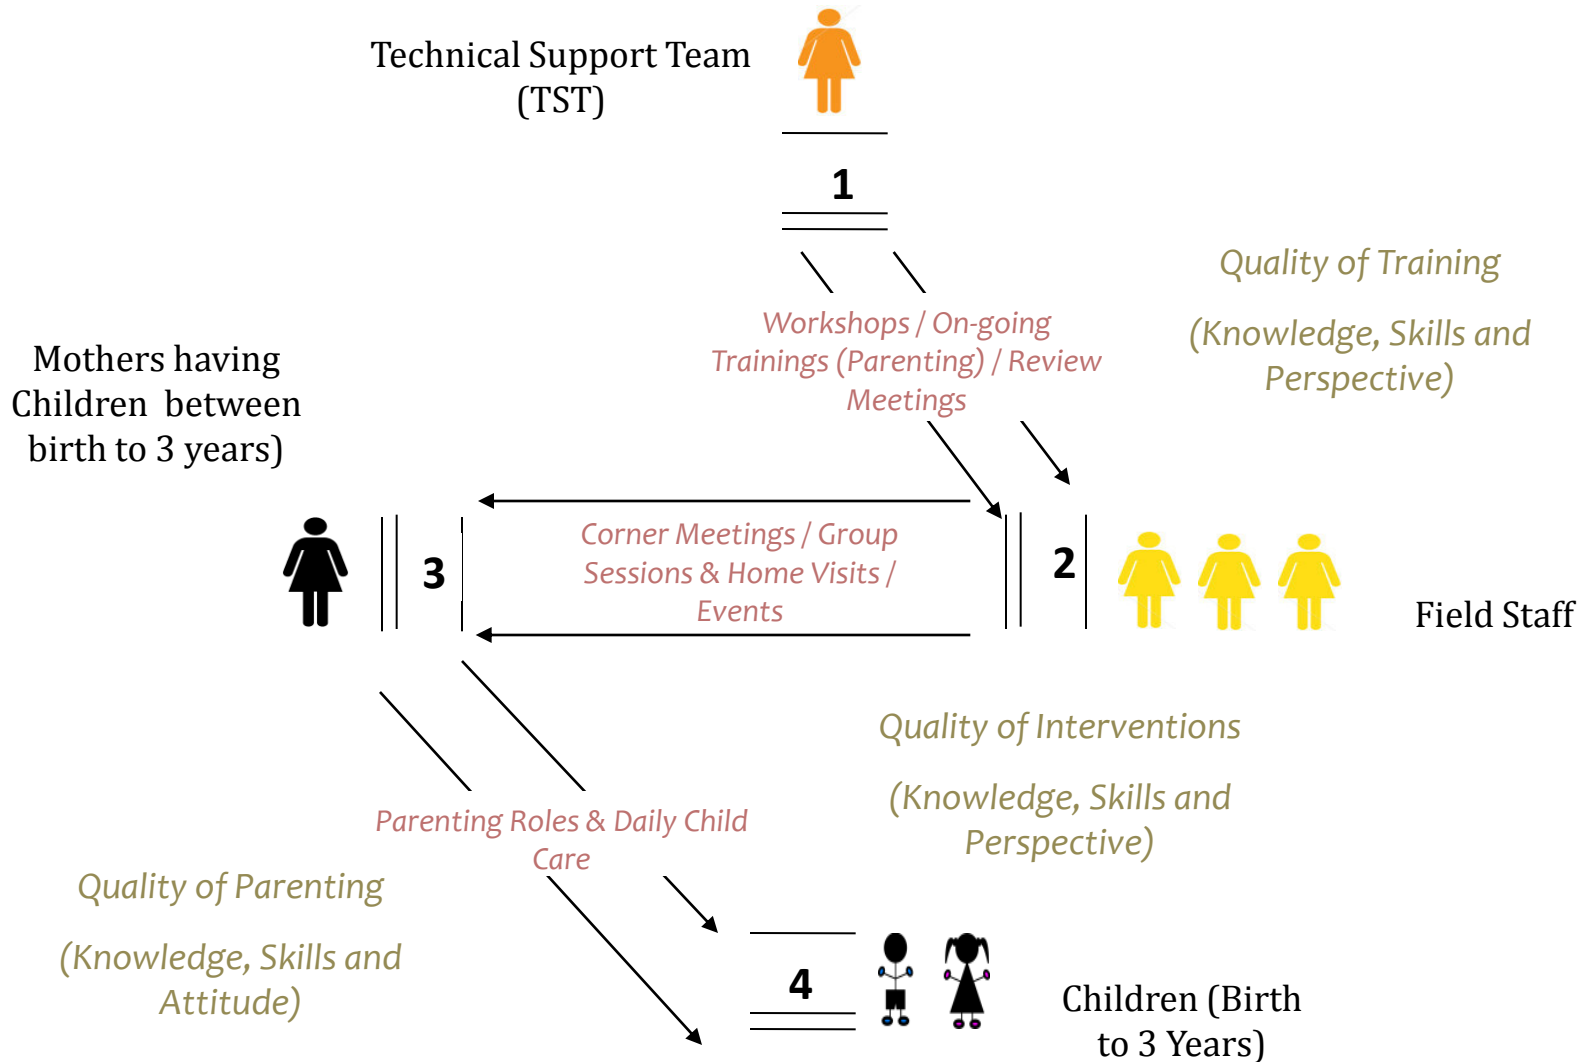 Technical Support Team
(TST)
1
Quality of Training
(Knowledge, Skills and
Perspective)
Workshops / On-going
Trainings (Parenting) / Review
Meetings
Mothers having
Children between
birth to 3 years)
3
Corner Meetings / Group
Sessions & Home Visits /
Events
2
Field Staff
Quality of Interventions
(Knowledge, Skills and
Perspective)
Parenting Roles & Daily Child
Care
Quality of Parenting
(Knowledge, Skills and
Attitude)
4
Children (Birth
to 3 Years)